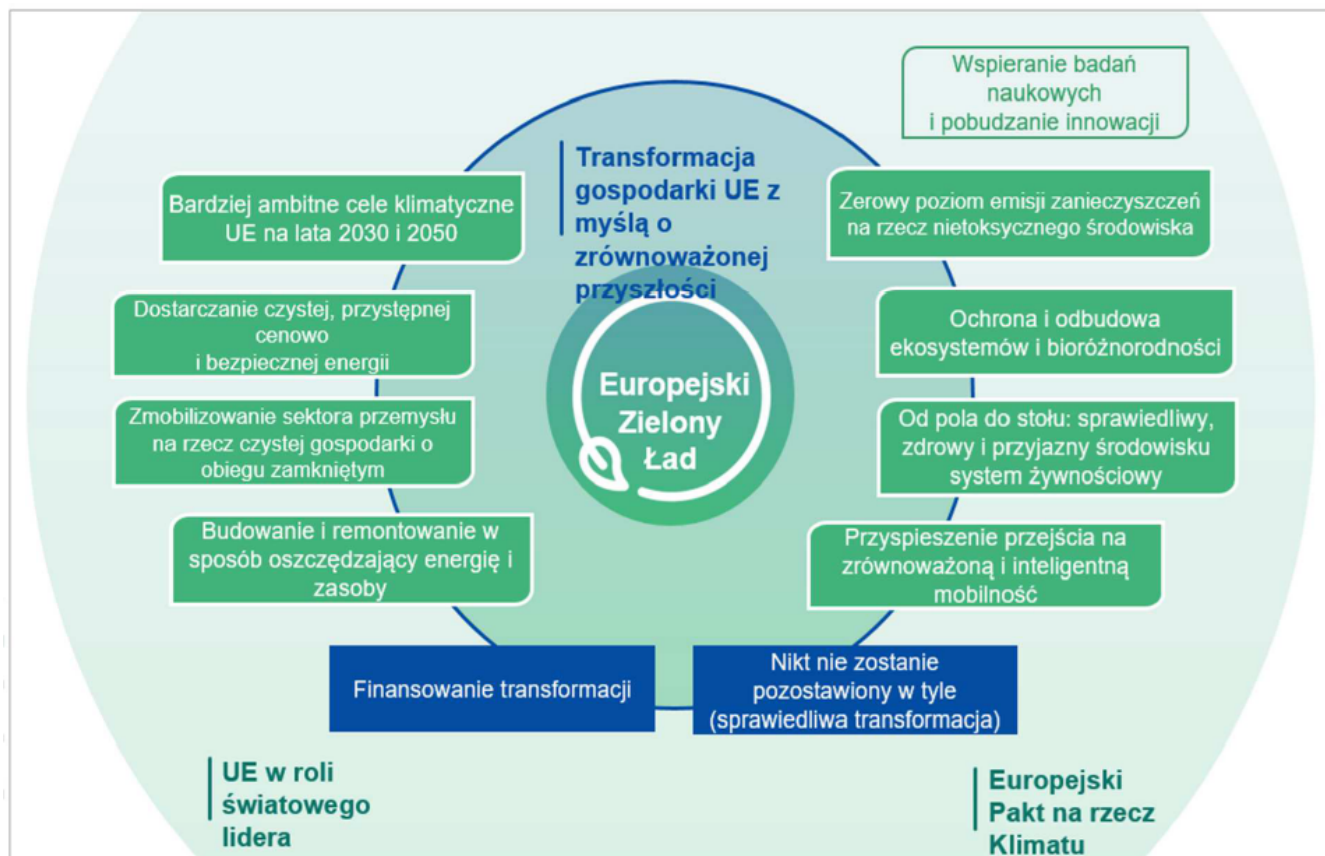 Wspieranie badań
naukowych
i pobudzanie innowacji
Transformacja
gospodarki UE z
myślą o
zrównoważonej
przyszłości
Bardziej ambitne cele klimatyczne
UE na lata 2030 i 2050
Zerowy poziom emisji zanieczyszczeń
na rzecz nietoksycznego środowiska
Dostarczanie czystej, przystępnej
cenowo
i bezpiecznej energii
Ochrona i odbudowa
ekosystemów i bioróżnorodności
Europejski
Zielony
Ład
Zmobilizowanie sektora przemysłu
na rzecz czystej gospodarki o
obiegu zamkniętym
Od pola do stołu: sprawiedliwy,
zdrowy i przyjazny środowisku
system żywnościowy
Budowanie i remontowanie w
sposób oszczędzający energię i
zasoby
Przyspieszenie przejścia na
zrównoważoną i inteligentną
mobilność
Finansowanie transformacji
Nikt nie zostanie
pozostawiony w tyle
(sprawiedliwa transformacja)
UE w roli
światowego
lidera
Europejski
Pakt na rzecz
Klimatu